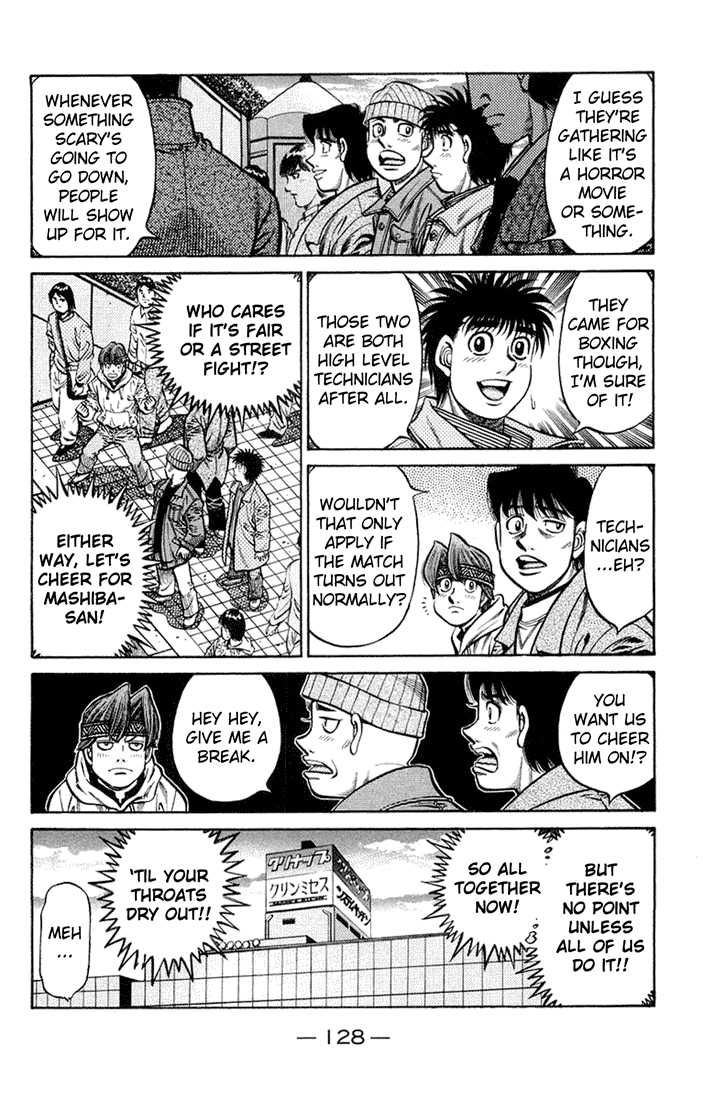 I GUESS
THEY'RE
GATHERING
LIKE IT'S
A HORROR
MOVIE
OR SOME-
THING.
WHENEVER
SOMETHING
SCARY'S
GOING TO
GO DOWN,
PEOPLE
WILL SHOW
UP FOR IT.
THEY
CAME FOR
BOXING
THOUGH,
I'M SURE
OF IT!
THOSE TWO
ARE BOTH
HIGH LEVEL
TECHNICIANS
AFTER ALL.
TECH-
NICIANS
...EH?
WOULDN'T
THAT ONLY
APPLY IF
THE MATCH
TURNS OUT
NORMALLY?
WHO CARES
IF IT'S FAIR
OR A STREET
FIGHT!?
EITHER
WAY, LET'S
CHEER FOR
MASHIBA-
SAN!
YOU
WANT US
TO CHEER
HIM ON!?
HEY HEY,
GIVE ME A
BREAK.
BUT
THERE'S
NO POINT
UNLESS
ALL OF US
DO IT!!
SO ALL
TOGETHER
NOW!
'TIL YOUR
THROATS
DRY OUT!!
MEH
...
クリンミセス
— 128 —